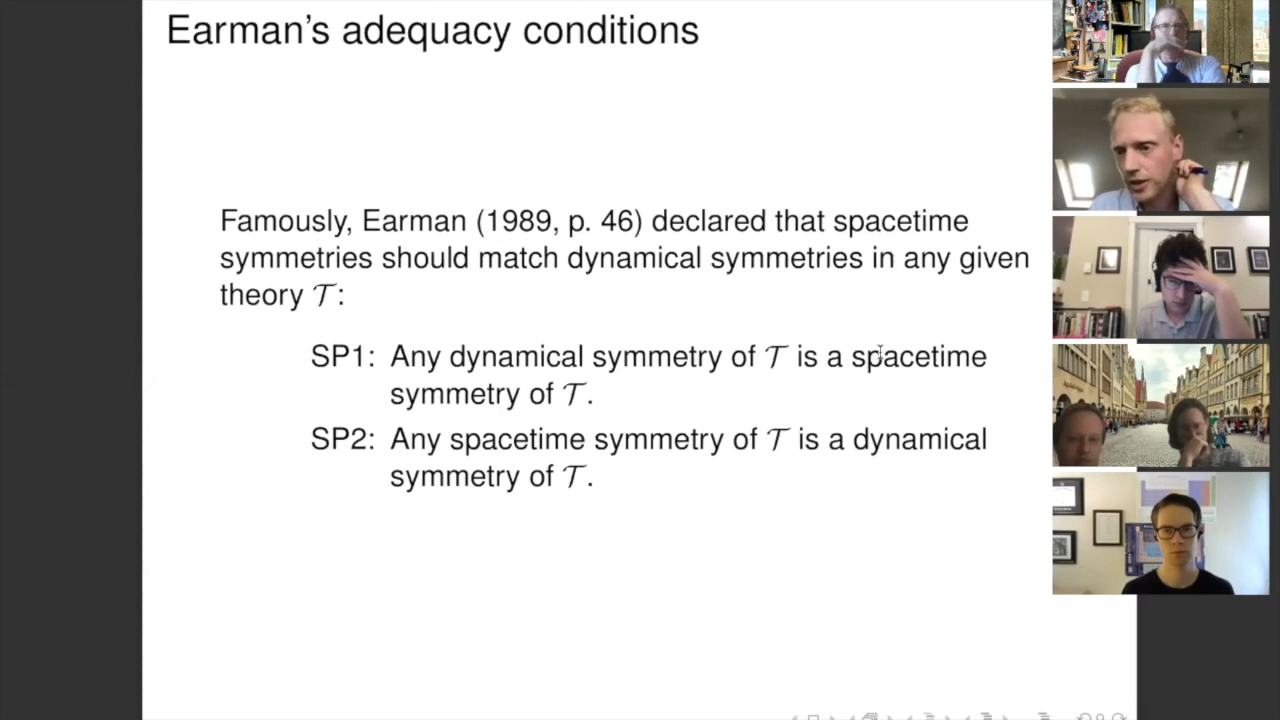 Earman's adequacy conditions
Famously, Earman (1989, p. 46) declared that spacetime
symmetries should match dynamical symmetries in any given
theory 𝒯:
SP1: Any dynamical symmetry of 𝒯 is a spacetime
symmetry of 𝒯.
SP2: Any spacetime symmetry of 𝒯 is a dynamical
symmetry of 𝒯.